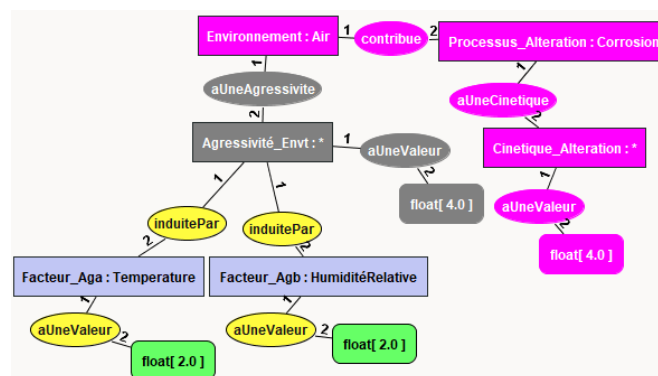 Environnement : Air
1
contribue
2
Processus_Alteration : Corrosion
1
aUneAgressivite
2
1
aUneCinetique
2
Agressivité_Envt : *
1
aUneValeur
2
float[ 4.0 ]
Cinetique_Alteration : *
1
aUneValeur
2
float[ 4.0 ]
1
induitePar
2
1
induitePar
2
Facteur_Aga : Temperature
Facteur_Agb : HumiditéRelative
1
aUneValeur
2
float[ 2.0 ]
1
aUneValeur
2
float[ 2.0 ]